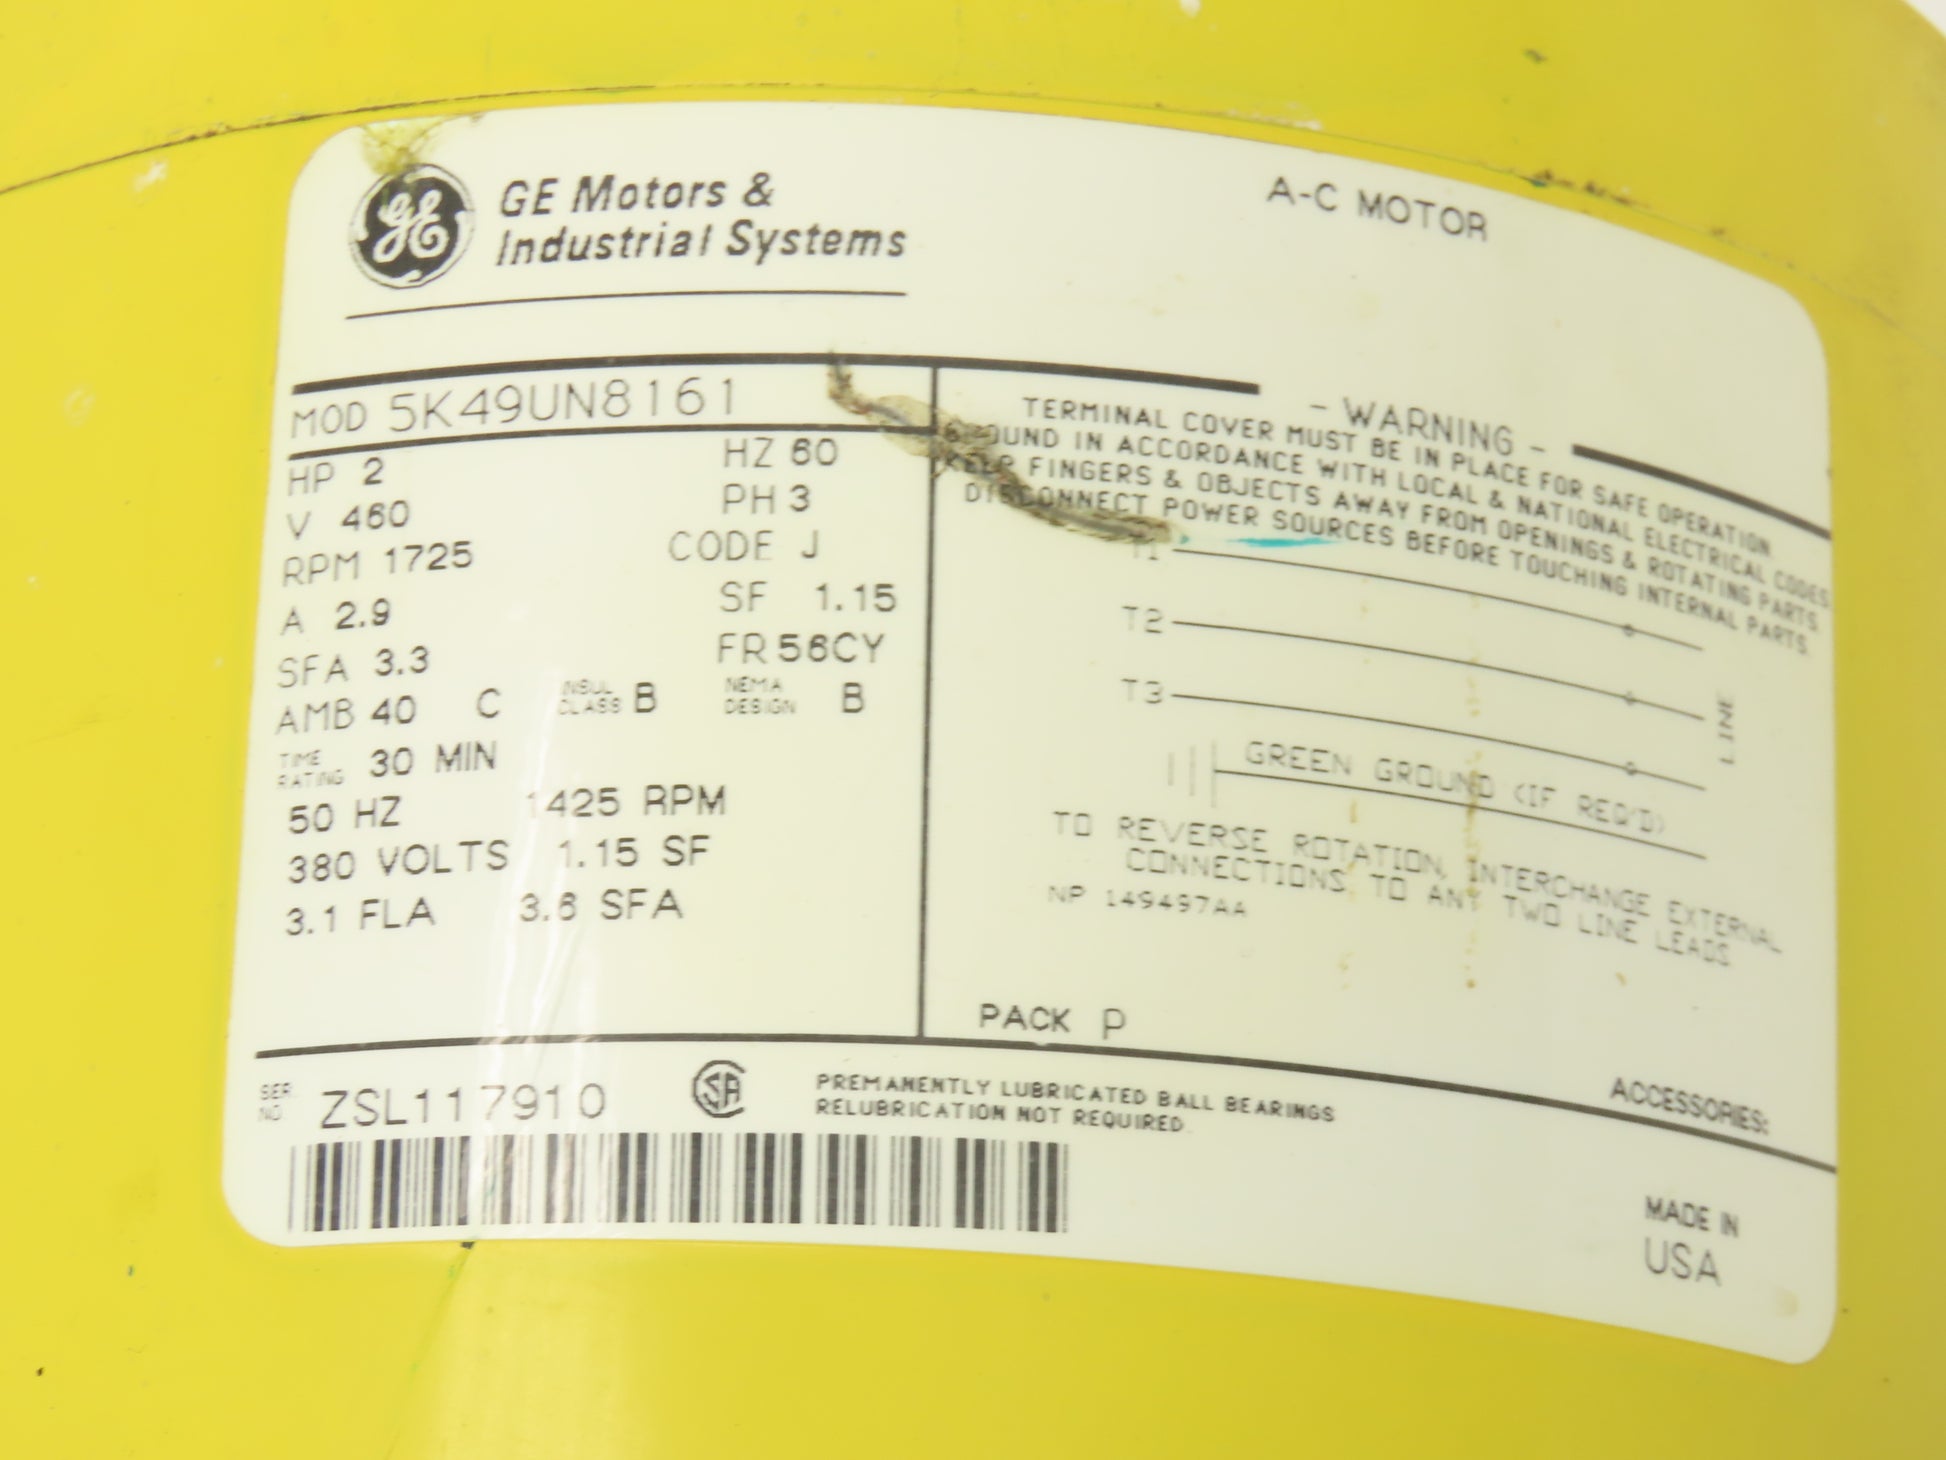 GE
GE Motors &
Industrial Systems
A-C MOTOR
MOD 5K49UN8161
HP 2 HZ 60
V 460 PH 3
RPM 1725 CODE J
A 2.9 SF 1.15
SFA 3.3 FR 56CY
AMB 40 C INSUL CLASS B NEMA DESIGN B
TIME RATING 30 MIN
50 HZ 1425 RPM
380 VOLTS 1.15 SF
3.1 FLA 3.6 SFA
- WARNING -
TERMINAL COVER MUST BE IN PLACE FOR SAFE OPERATION.
GROUND IN ACCORDANCE WITH LOCAL & NATIONAL ELECTRICAL CODES
KEEP FINGERS & OBJECTS AWAY FROM OPENINGS & ROTATING PARTS.
DISCONNECT POWER SOURCES BEFORE TOUCHING INTERNAL PARTS.
T1
T2
T3
LINE
GREEN GROUND (IF REQ'D)
TO REVERSE ROTATION, INTERCHANGE EXTERNAL
CONNECTIONS TO ANY TWO LINE LEADS
NP 149497AA
PACK P
SER. NO. ZSL117910
SA
PREMANENTLY LUBRICATED BALL BEARINGS
RELUBRICATION NOT REQUIRED.
ACCESSORIES:
MADE IN
USA